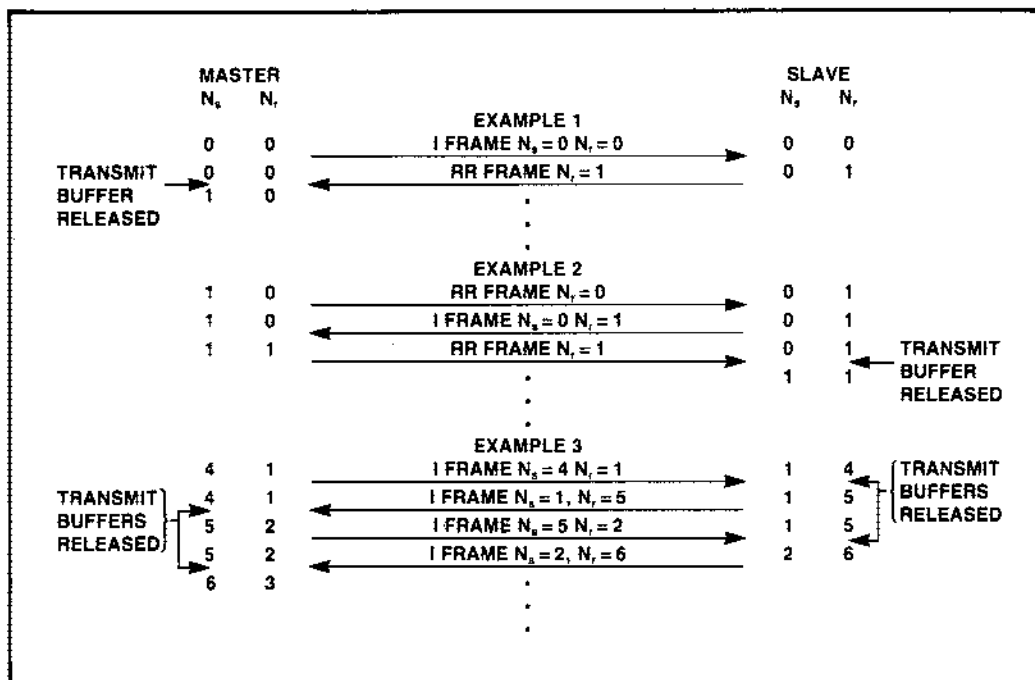 MASTER SLAVE
Ns Nr Ns Nr
EXAMPLE 1
0 0 I FRAME Ns = 0 Nr = 0 0 0
TRANSMIT BUFFER RELEASED
0 0 RR FRAME Nr = 1 0 1
1 0
EXAMPLE 2
1 0 RR FRAME Nr = 0 0 1
1 0 I FRAME Ns = 0 Nr = 1 0 1
1 1 RR FRAME Nr = 1 0 1
1 1
TRANSMIT
BUFFER
RELEASED
EXAMPLE 3
4 1 I FRAME Ns = 4 Nr = 1 1 4
4 1 I FRAME Ns = 1, Nr = 5 1 5
5 2 I FRAME Ns = 5 Nr = 2 1 5
5 2 I FRAME Ns = 2, Nr = 6 2 6
6 3
TRANSMIT
BUFFERS
RELEASED
TRANSMIT
BUFFERS
RELEASED